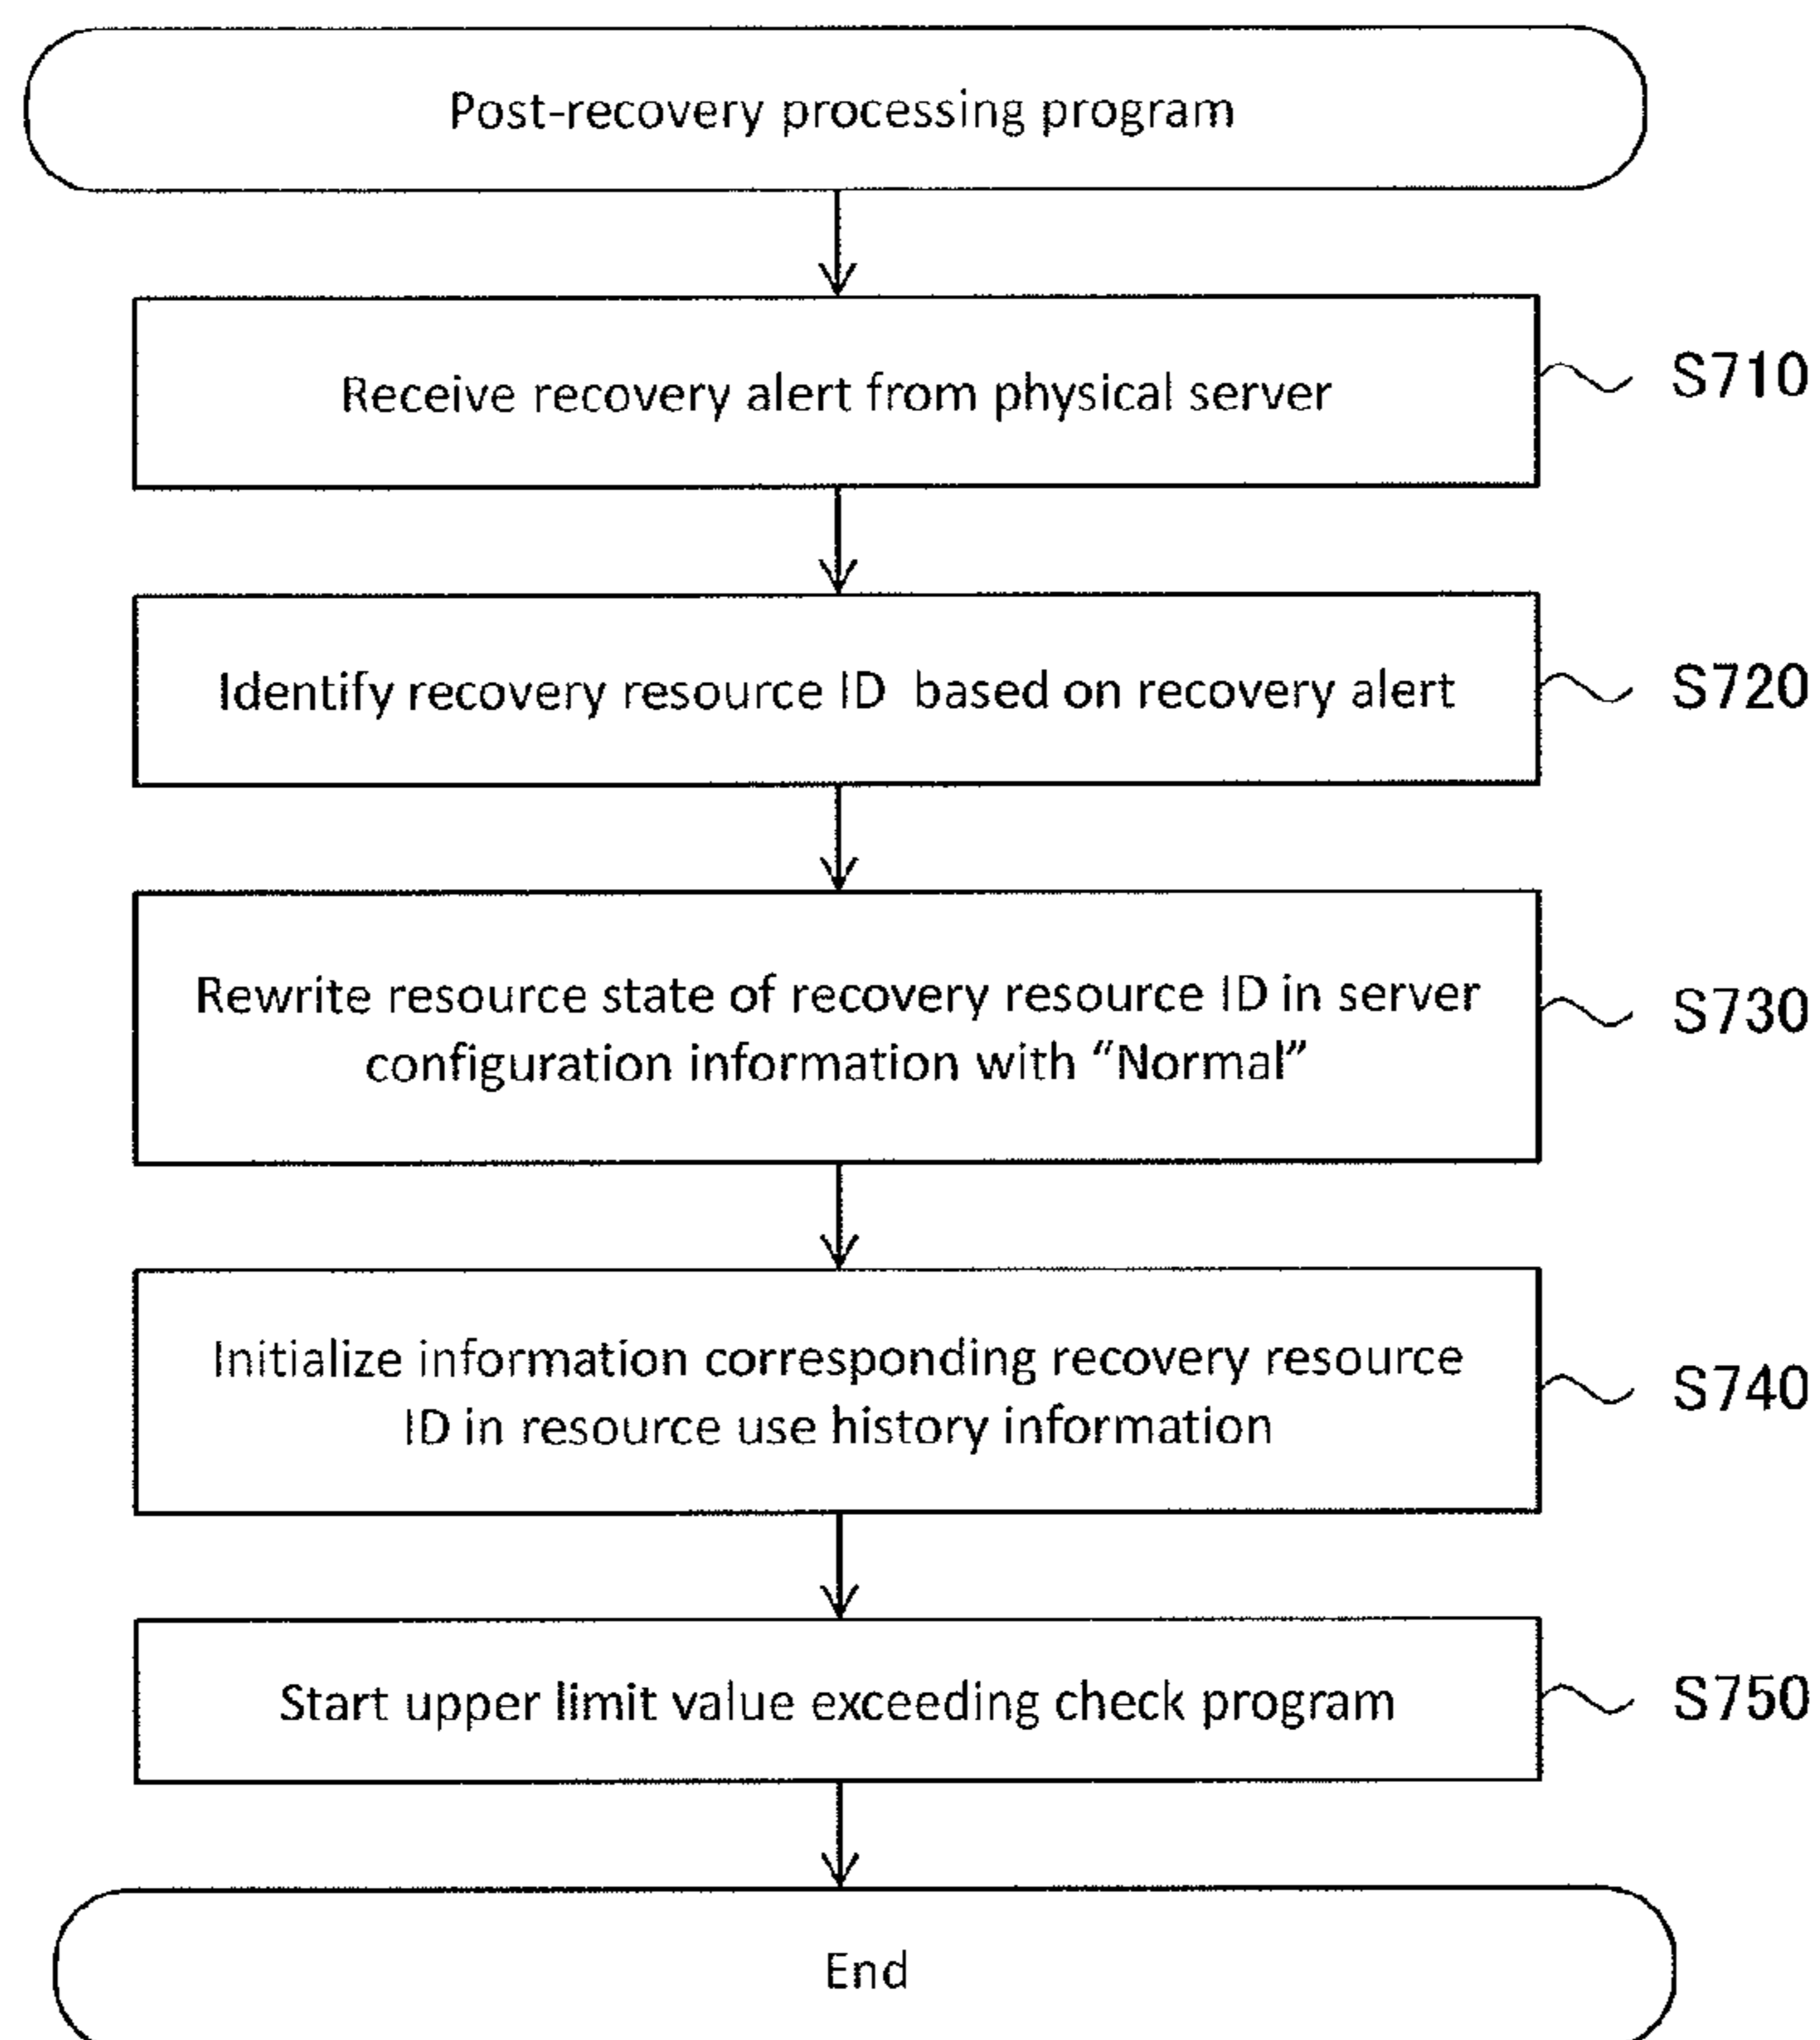 Post-recovery processing program
Receive recovery alert from physical server
S710
Identify recovery resource ID based on recovery alert
S720
Rewrite resource state of recovery resource ID in server
configuration information with “Normal”
S730
Initialize information corresponding recovery resource
ID in resource use history information
S740
Start upper limit value exceeding check program
S750
End